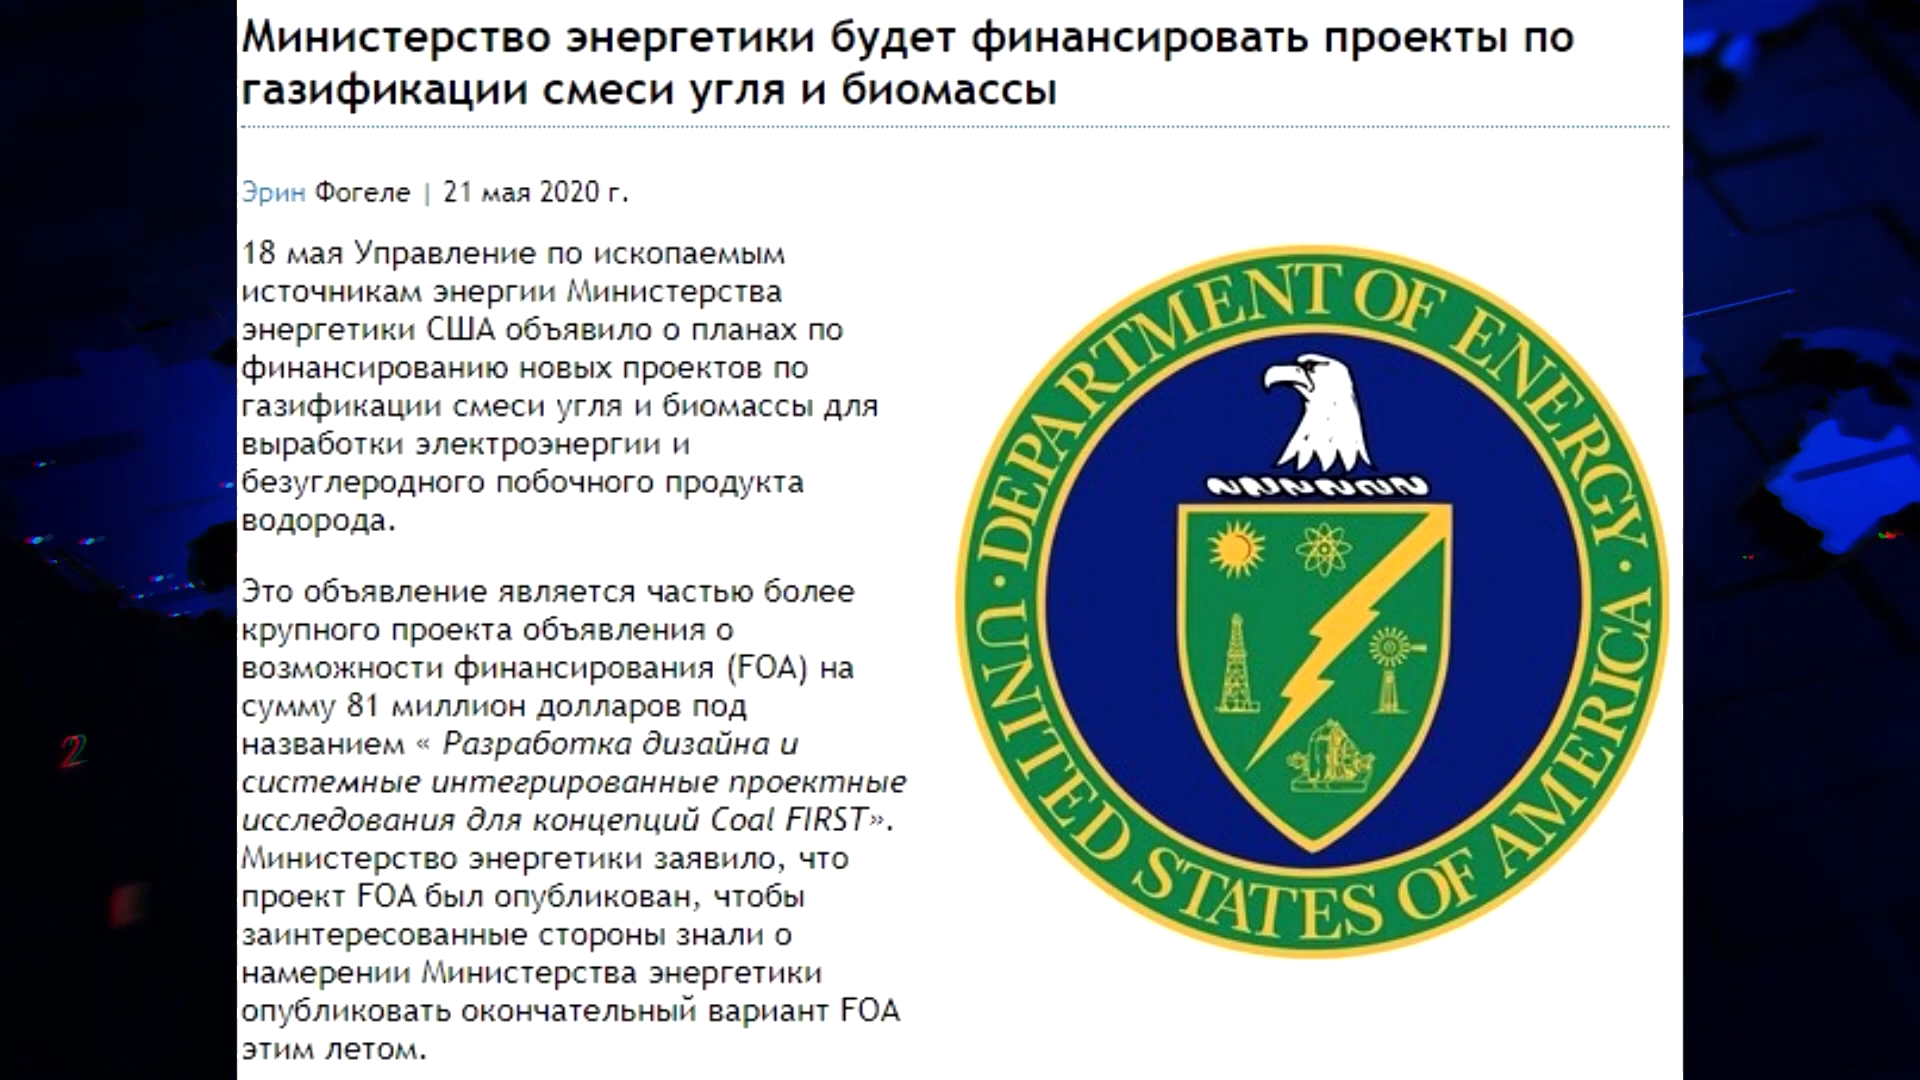 Министерство энергетики будет финансировать проекты по
газификации смеси угля и биомассы
Эрин Фогеле | 21 мая 2020 г.
18 мая Управление по ископаемым
источникам энергии Министерства
энергетики США объявило о планах по
финансированию новых проектов по
газификации смеси угля и биомассы для
выработки электроэнергии и
безуглеродного побочного продукта
водорода.
Это объявление является частью более
крупного проекта объявления о
возможности финансирования (FOA) на
сумму 81 миллион долларов под
названием « Разработка дизайна и
системные интегрированные проектные
исследования для концепций Coal FIRST».
Министерство энергетики заявило, что
проект FOA был опубликован, чтобы
заинтересованные стороны знали о
намерении Министерства энергетики
опубликовать окончательный вариант FOA
этим летом.
DEPARTMENT OF ENERGY
UNITED STATES OF AMERICA
2